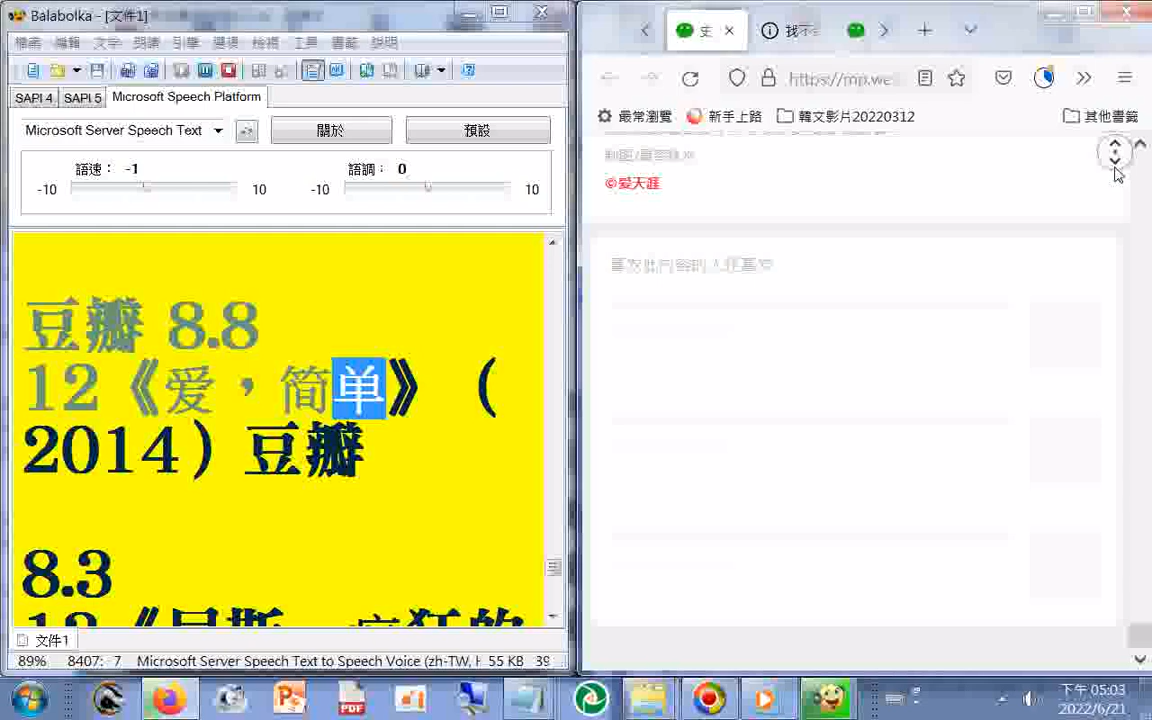 Balabolka - [文件1]
檔案 編輯 文字 朗讀 引擎 選項 檢視 工具 書籤 說明
SAPI 4 SAPI 5 Microsoft Speech Platform
Microsoft Server Speech Text
關於
預設
語速： -1
語調： 0
-10 10 -10 10
豆瓣 8.8
12《爱，简单》（
2014）豆瓣
8.3
文件1
89% 8407: 7 Microsoft Server Speech Text to Speech Voice (zh-TW, H 55 KB 39
https://mp.we
最常瀏覽 新手上路 韓文影片20220312 其他書籤
©爱天涯
下午 05:03
2022/6/21